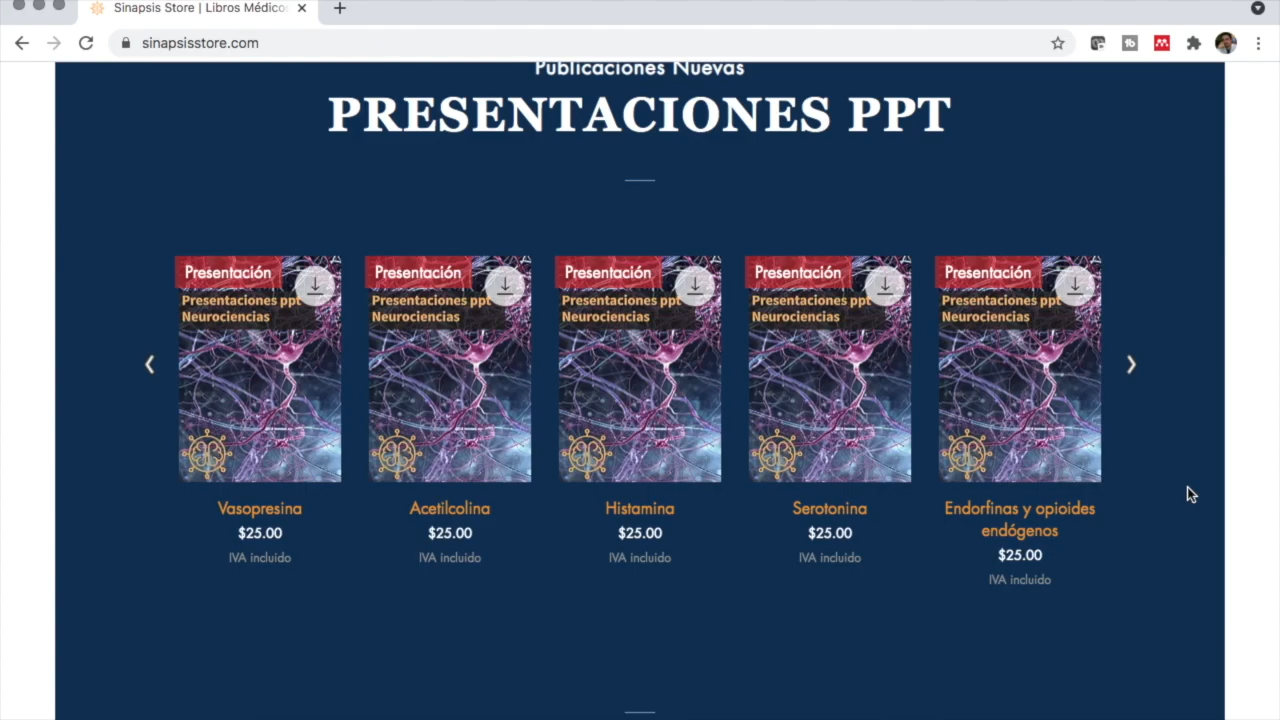 Sinapsis Store | Libros Médicos
sinapsisstore.com
Publicaciones Nuevas
PRESENTACIONES PPT
Presentación
Presentaciones ppt
Neurociencias
Vasopresina
$25.00
IVA incluido
Presentación
Presentaciones ppt
Neurociencias
Acetilcolina
$25.00
IVA incluido
Presentación
Presentaciones ppt
Neurociencias
Histamina
$25.00
IVA incluido
Presentación
Presentaciones ppt
Neurociencias
Serotonina
$25.00
IVA incluido
Presentación
Presentaciones ppt
Neurociencias
Endorfinas y opioides
endógenos
$25.00
IVA incluido